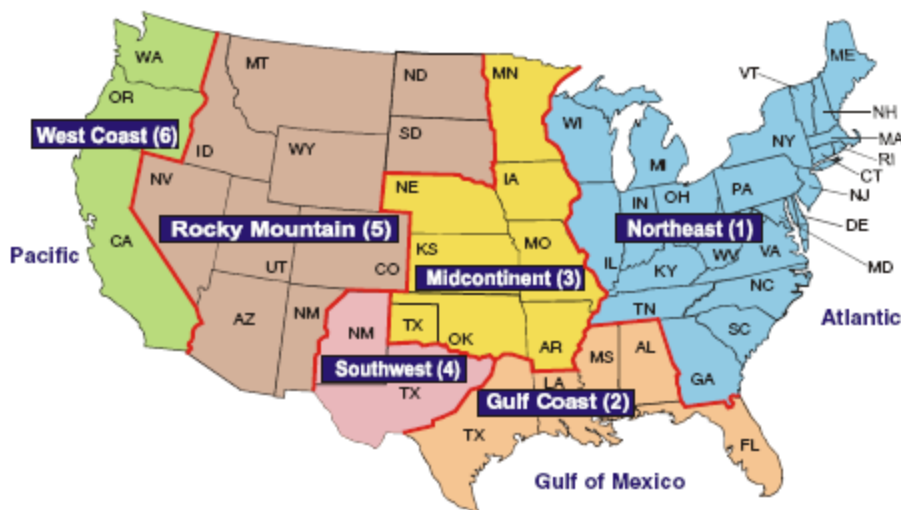 WA
MT
ND
MN
ME
VT
OR
NH
West Coast (6)
SD
WI
NY
MA
ID
WY
MI
RI
CT
NV
NE
IA
PA
NJ
IN
OH
Rocky Mountain (5)
Northeast (1)
DE
CA
KS
MO
VA
Pacific
UT
CO
Midcontinent (3)
IL
KY
WV
MD
NC
TN
AZ
NM
NM
TX
OK
SC
Atlantic
AR
MS
AL
Southwest (4)
GA
TX
LA
Gulf Coast (2)
TX
FL
Gulf of Mexico